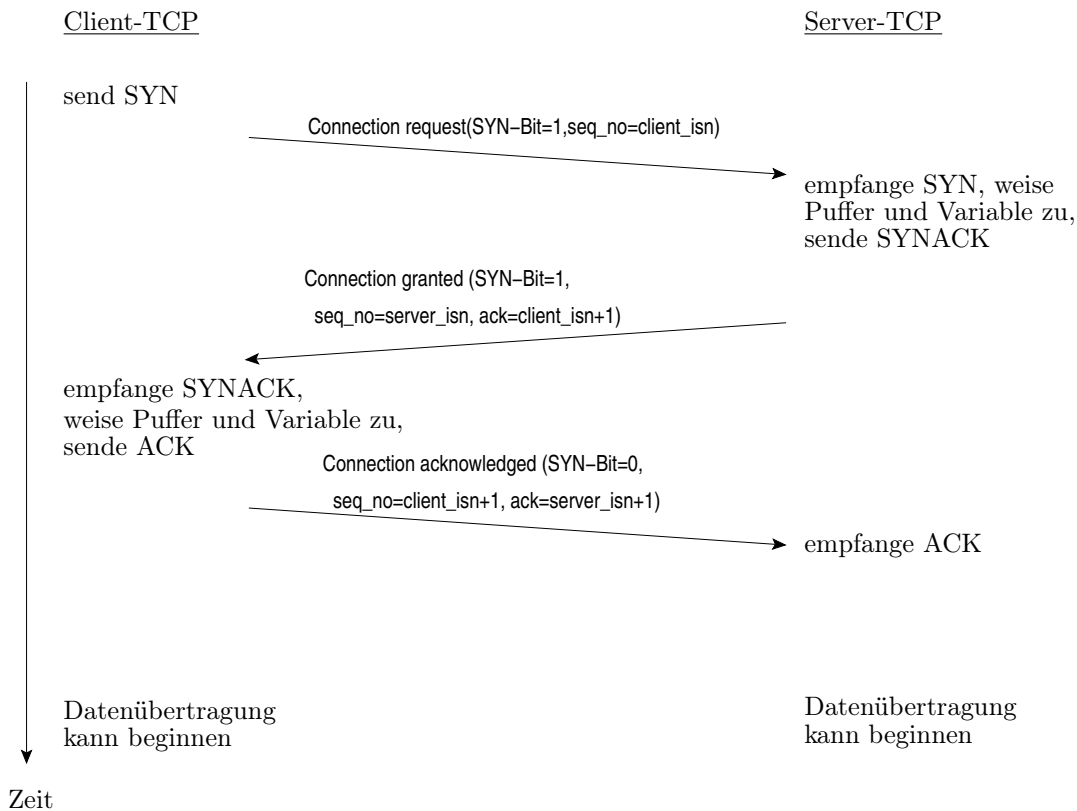 Client-TCP
Server-TCP
send SYN
Connection request(SYN−Bit=1,seq_no=client_isn)
empfange SYN, weise
Puffer und Variable zu,
sende SYNACK
Connection granted (SYN−Bit=1,
seq_no=server_isn, ack=client_isn+1)
empfange SYNACK,
weise Puffer und Variable zu,
sende ACK
Connection acknowledged (SYN−Bit=0,
seq_no=client_isn+1, ack=server_isn+1)
empfange ACK
Datenübertragung
kann beginnen
Datenübertragung
kann beginnen
Zeit